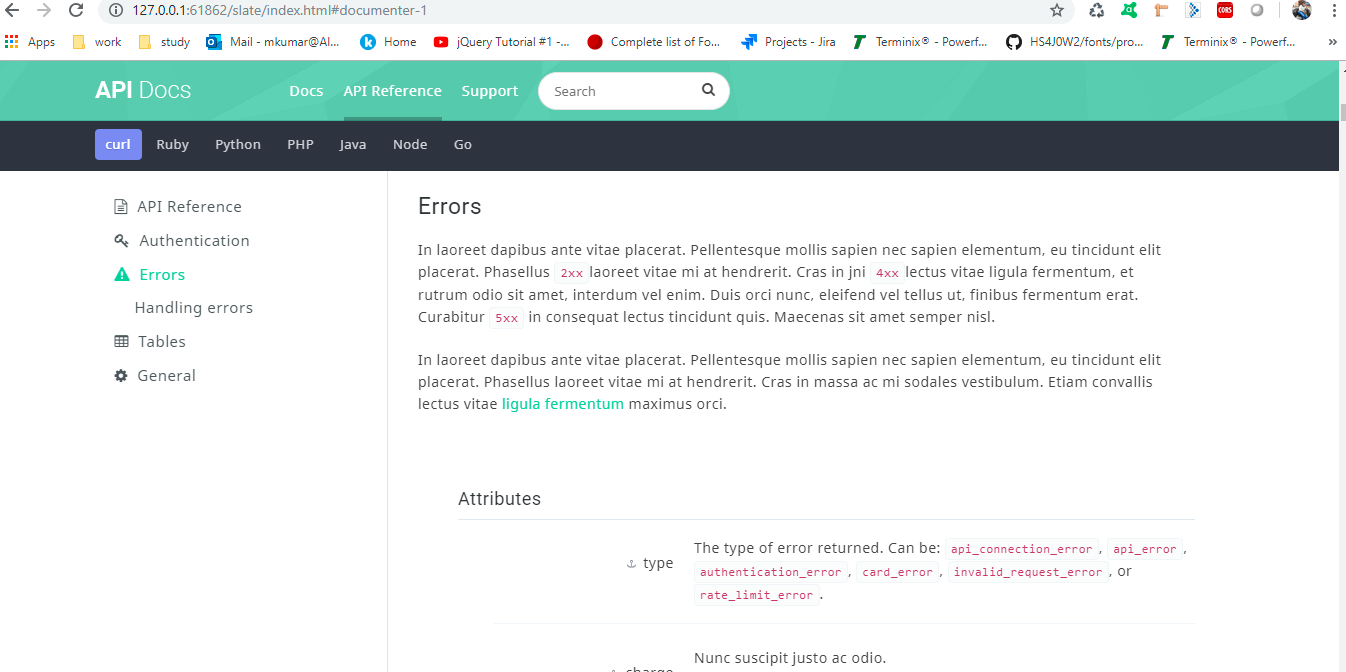 127.0.0.1:61862/slate/index.html#documenter-1
CORS
Apps work study Mail - mkumar@Al... Home jQuery Tutorial #1 -... Complete list of Fo... Projects - Jira Terminix® - Powerf... HS4J0W2/fonts/pro... Terminix® - Powerf... »
API Docs Docs API Reference Support Search
curl Ruby Python PHP Java Node Go
API Reference
Authentication
Errors
Handling errors
Tables
General
Errors
In laoreet dapibus ante vitae placerat. Pellentesque mollis sapien nec sapien elementum, eu tincidunt elit
placerat. Phasellus 2xx laoreet vitae mi at hendrerit. Cras in jni 4xx lectus vitae ligula fermentum, et
rutrum odio sit amet, interdum vel enim. Duis orci nunc, eleifend vel tellus ut, finibus fermentum erat.
Curabitur 5xx in consequat lectus tincidunt quis. Maecenas sit amet semper nisl.
In laoreet dapibus ante vitae placerat. Pellentesque mollis sapien nec sapien elementum, eu tincidunt elit
placerat. Phasellus laoreet vitae mi at hendrerit. Cras in massa ac mi sodales vestibulum. Etiam convallis
lectus vitae ligula fermentum maximus orci.
Attributes
type
The type of error returned. Can be: api_connection_error, api_error,
authentication_error, card_error, invalid_request_error, or
rate_limit_error.
charge
Nunc suscipit justo ac odio.